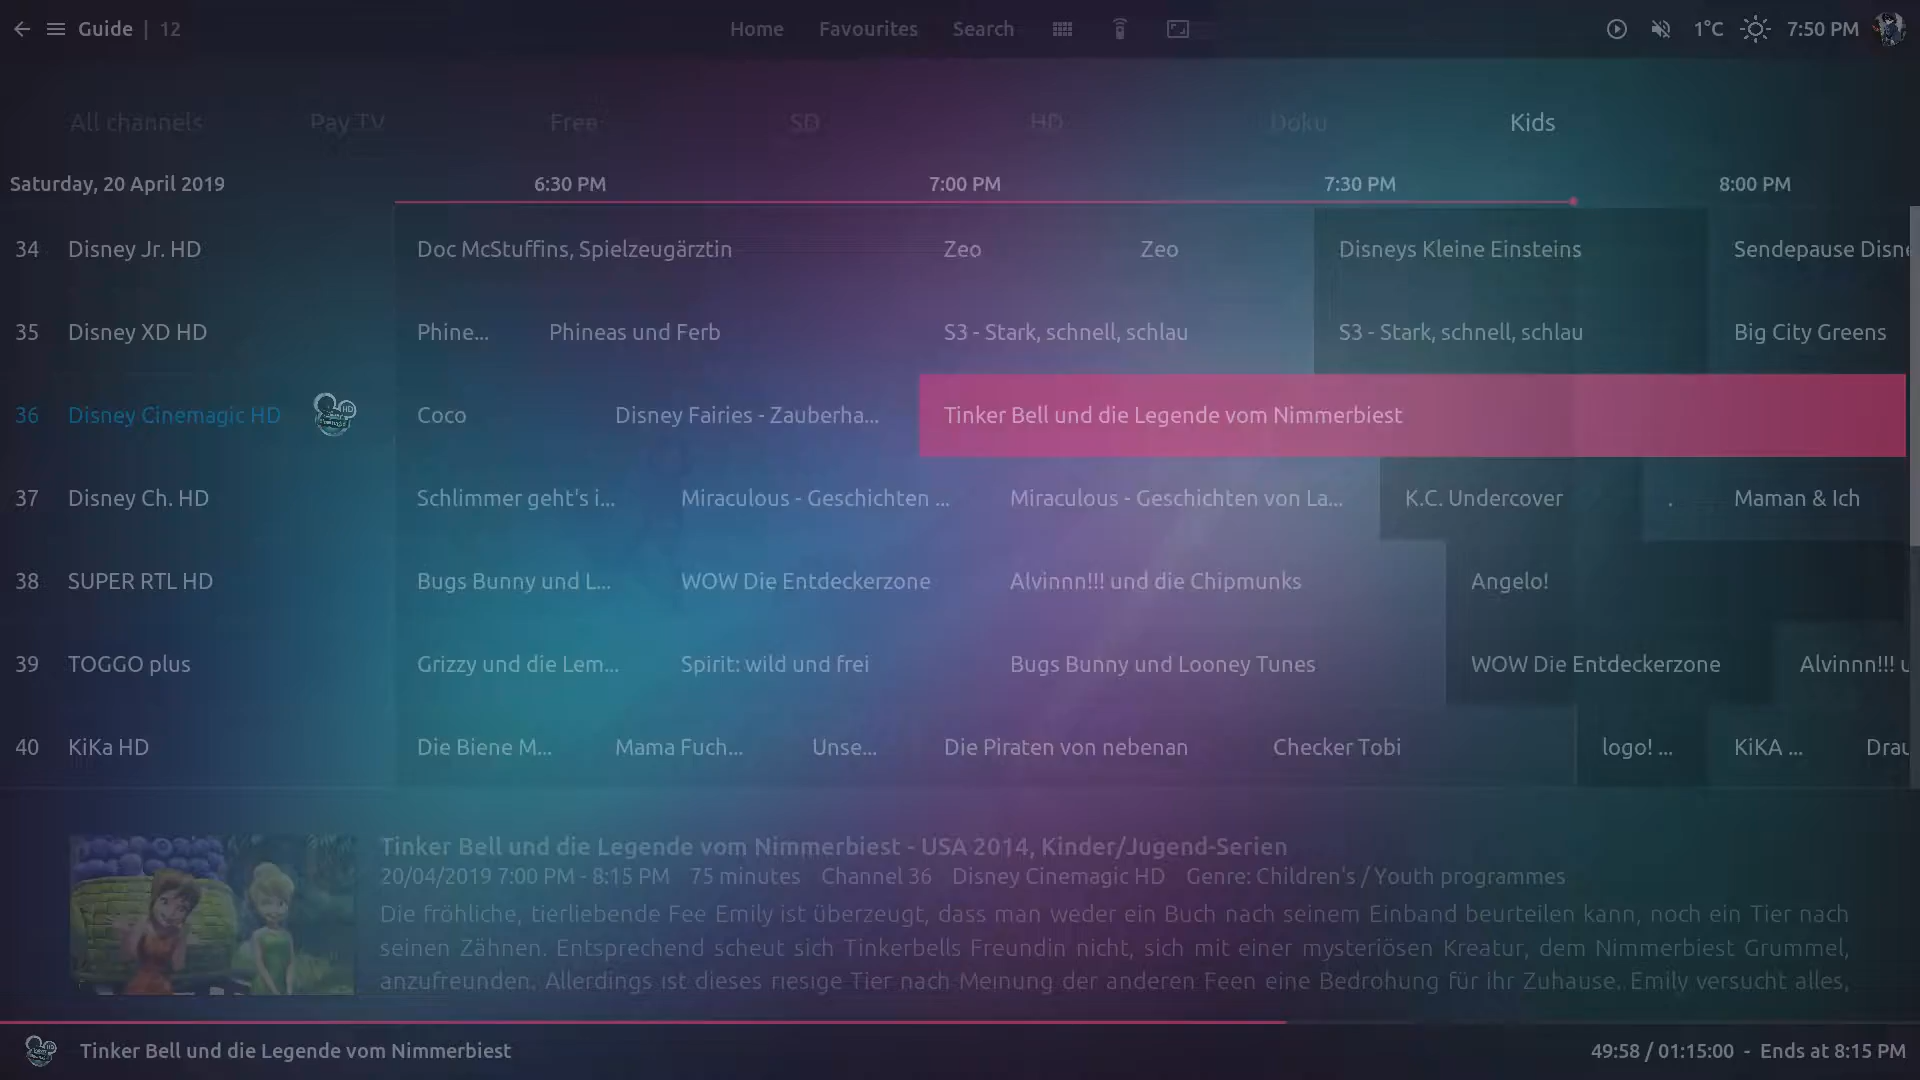 Guide | 12 Home Favourites Search 1°C 7:50 PM
All channels Pay TV Free SD HD Doku Kids
Saturday, 20 April 2019 6:30 PM 7:00 PM 7:30 PM 8:00 PM
34 Disney Jr. HD Doc McStuffins, Spielzeugärztin Zeo Zeo Disneys Kleine Einsteins Sendepause Disne
35 Disney XD HD Phine... Phineas und Ferb S3 - Stark, schnell, schlau S3 - Stark, schnell, schlau Big City Greens
36 Disney Cinemagic HD Coco Disney Fairies - Zauberha... Tinker Bell und die Legende vom Nimmerbiest
37 Disney Ch. HD Schlimmer geht's i... Miraculous - Geschichten ... Miraculous - Geschichten von La... K.C. Undercover . Maman & Ich
38 SUPER RTL HD Bugs Bunny und L... WOW Die Entdeckerzone Alvinnn!!! und die Chipmunks Angelo!
39 TOGGO plus Grizzy und die Lem... Spirit: wild und frei Bugs Bunny und Looney Tunes WOW Die Entdeckerzone Alvinnn!!! u
40 KiKa HD Die Biene M... Mama Fuch... Unse... Die Piraten von nebenan Checker Tobi logo! ... KiKA ... Drau
Tinker Bell und die Legende vom Nimmerbiest - USA 2014, Kinder/Jugend-Serien
20/04/2019 7:00 PM - 8:15 PM 75 minutes Channel 36 Disney Cinemagic HD Genre: Children's / Youth programmes
Die fröhliche, tierliebende Fee Emily ist überzeugt, dass man weder ein Buch nach seinem Einband beurteilen kann, noch ein Tier nach
seinen Zähnen. Entsprechend scheut sich Tinkerbells Freundin nicht, sich mit einer mysteriösen Kreatur, dem Nimmerbiest Grummel,
anzufreunden. Allerdings ist dieses riesige Tier nach Meinung der anderen Feen eine Bedrohung für ihr Zuhause. Emily versucht alles,
Tinker Bell und die Legende vom Nimmerbiest 49:58 / 01:15:00 - Ends at 8:15 PM